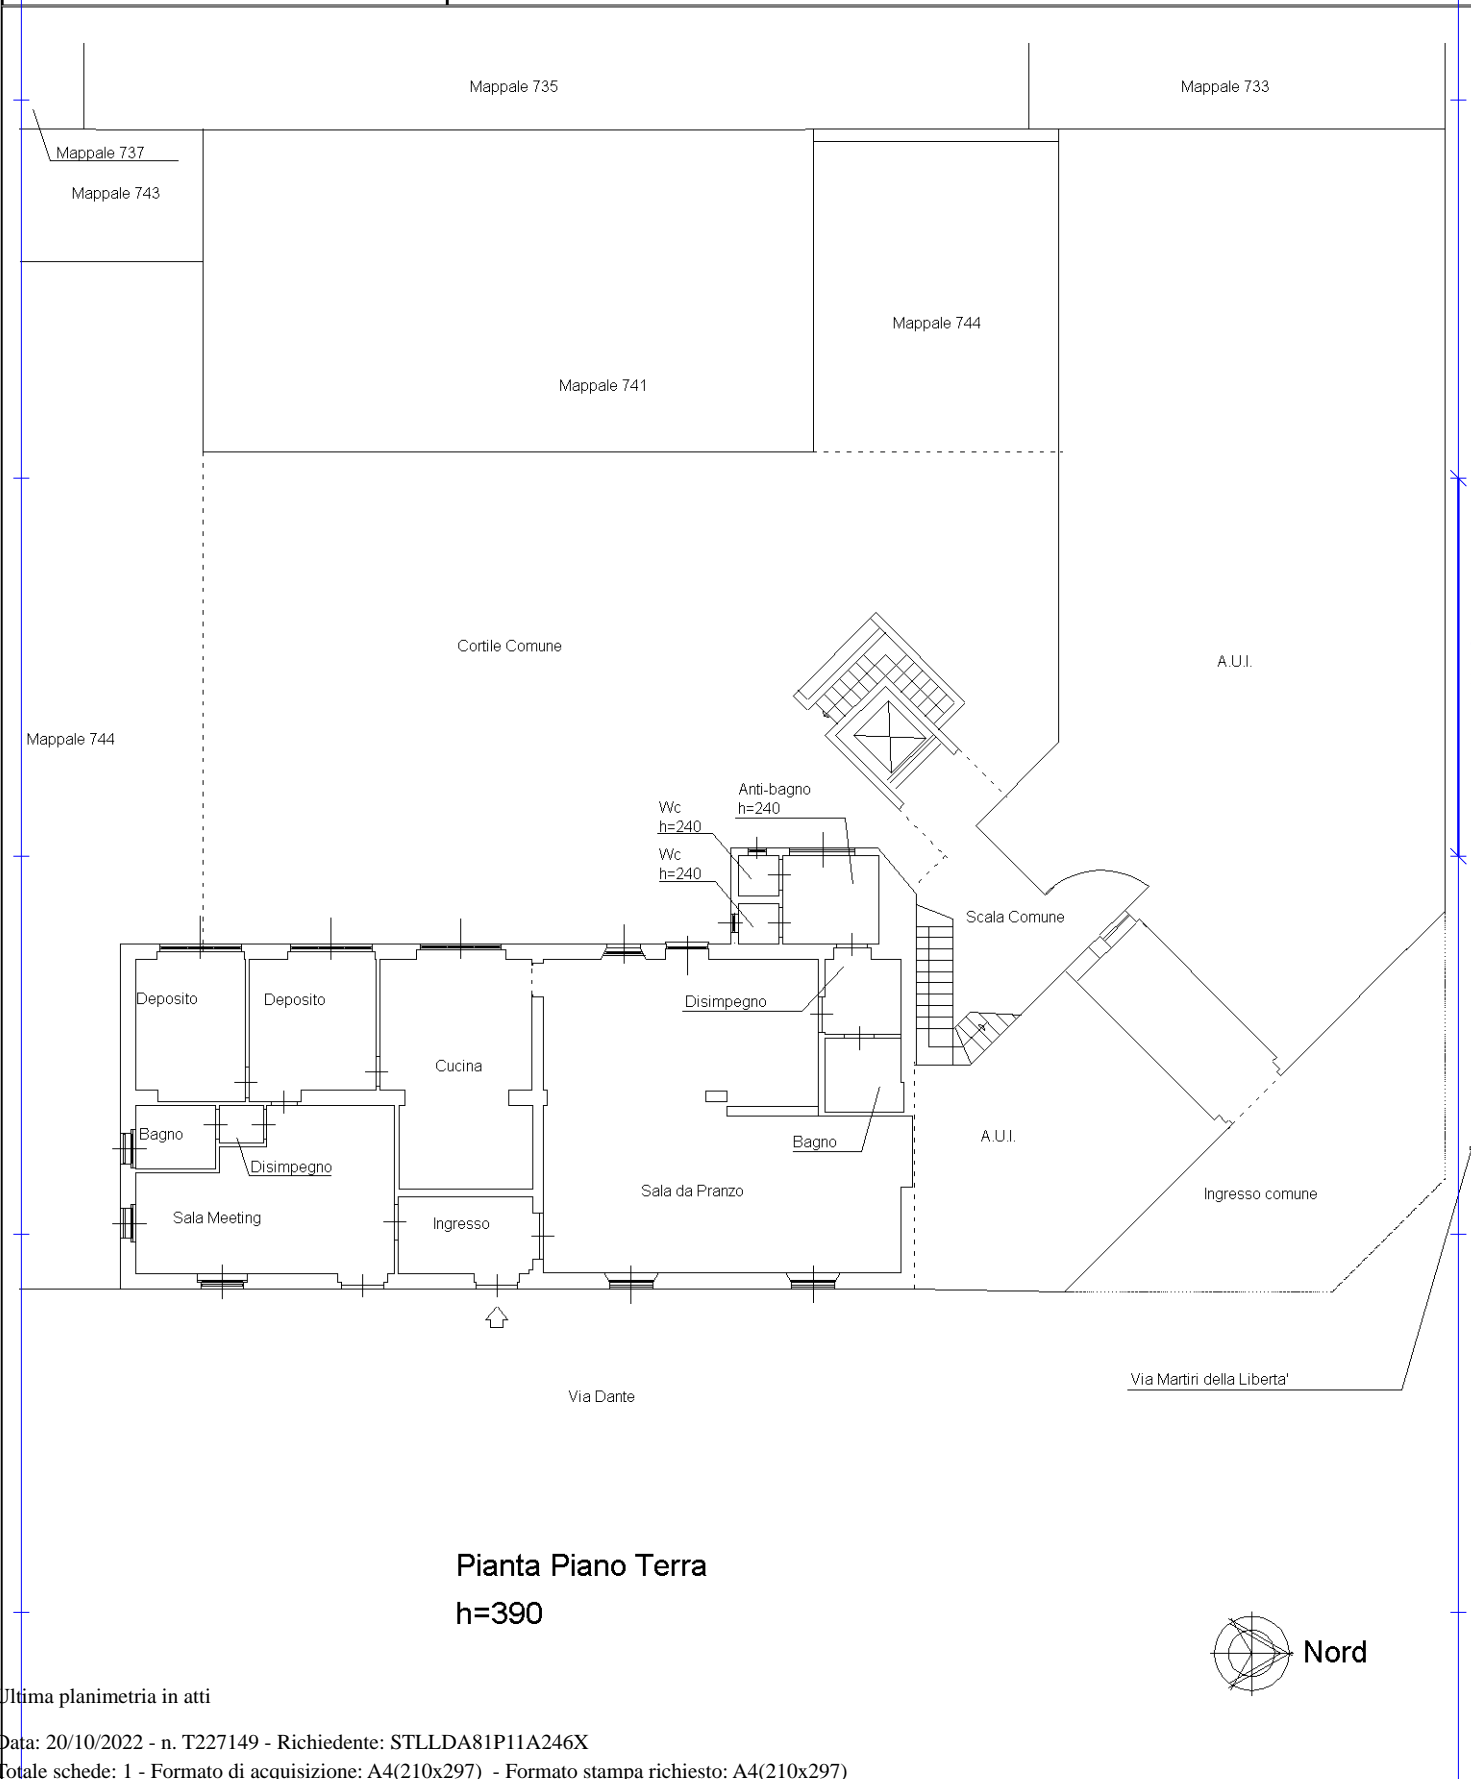 Mappale 735
Mappale 733
Mappale 737
Mappale 743
Mappale 744
Mappale 741
Cortile Comune
A.U.I.
Mappale 744
Anti-bagno
h=240
Wc
h=240
Wc
h=240
Scala Comune
Deposito
Deposito
Disimpegno
Cucina
Bagno
Disimpegno
Bagno
A.U.I.
Sala da Pranzo
Ingresso comune
Sala Meeting
Ingresso
Via Martiri della Liberta'
Via Dante
Pianta Piano Terra
h=390
Nord
Ultima planimetria in atti
Data: 20/10/2022 - n. T227149 - Richiedente: STLLDA81P11A246X
Totale schede: 1 - Formato di acquisizione: A4(210x297) - Formato stampa richiesto: A4(210x297)